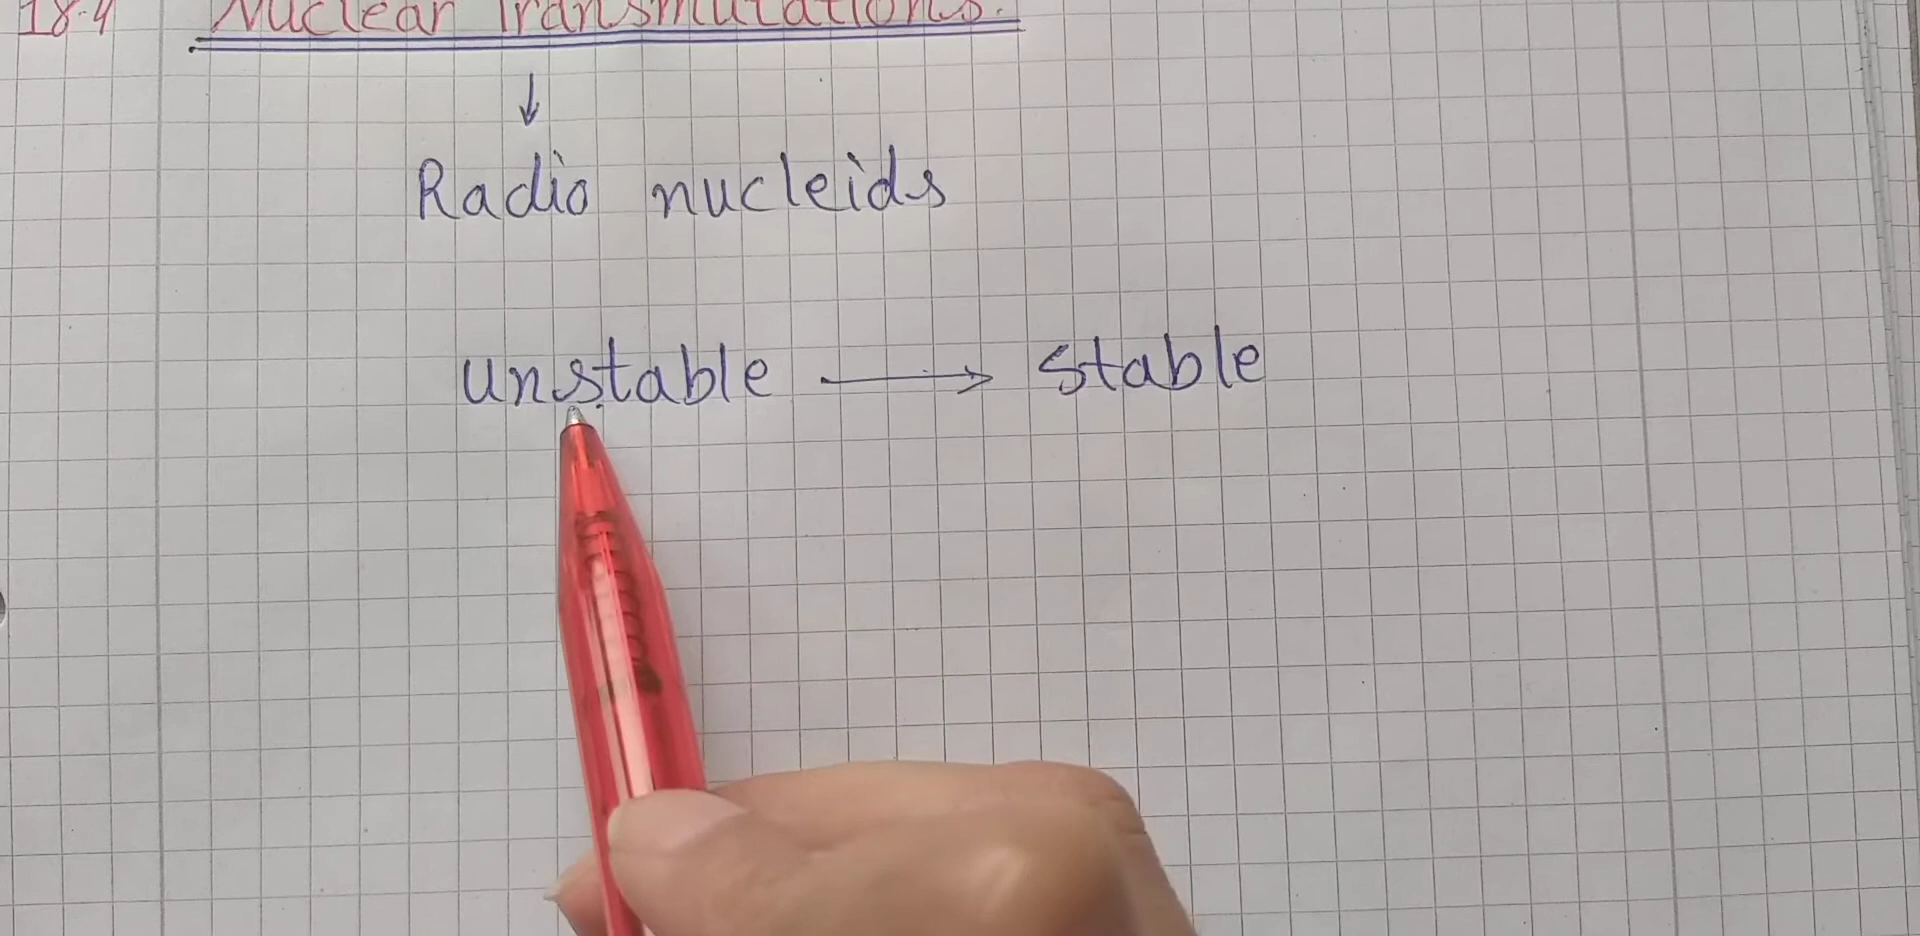 18.4 Nuclear Transmutations.
↓
Radio nucleids
unstable → stable